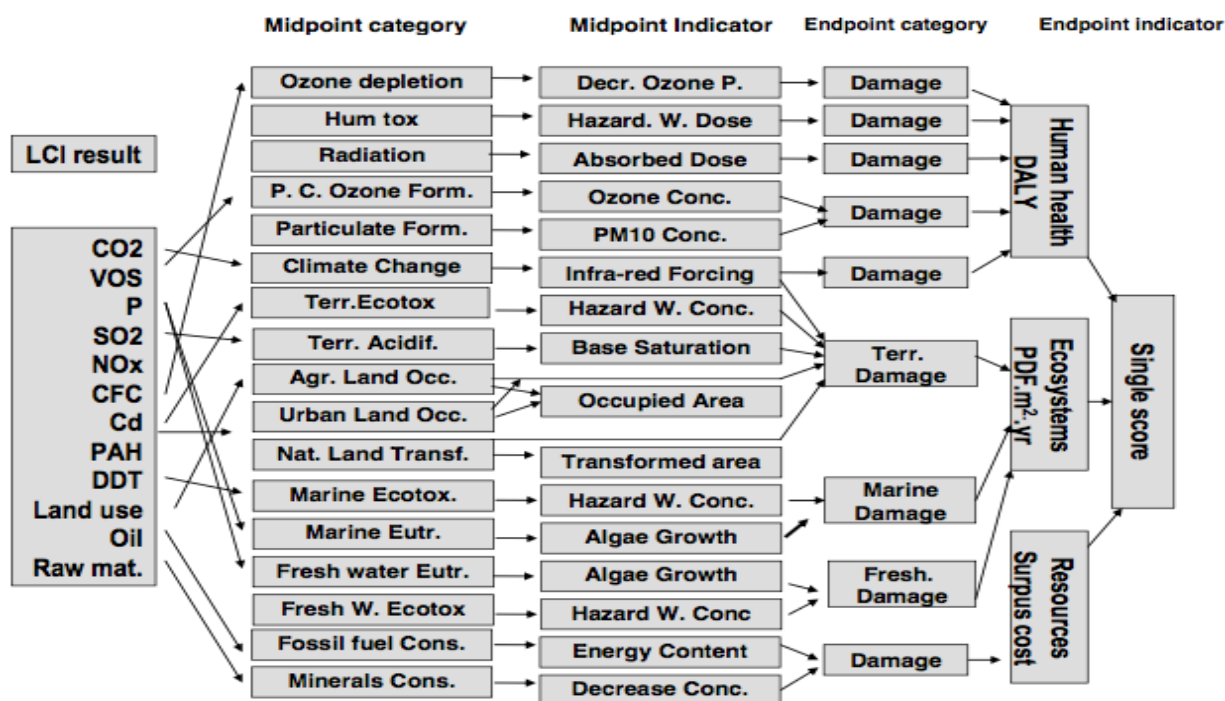 Midpoint category
Midpoint Indicator
Endpoint category
Endpoint indicator
LCI result
CO2
VOS
P
SO2
NOx
CFC
Cd
PAH
DDT
Land use
Oil
Raw mat.
Ozone depletion
Hum tox
Radiation
P. C. Ozone Form.
Particulate Form.
Climate Change
Terr.Ecotox
Terr. Acidif.
Agr. Land Occ.
Urban Land Occ.
Nat. Land Transf.
Marine Ecotox.
Marine Eutr.
Fresh water Eutr.
Fresh W. Ecotox
Fossil fuel Cons.
Minerals Cons.
Decr. Ozone P.
Hazard. W. Dose
Absorbed Dose
Ozone Conc.
PM10 Conc.
Infra-red Forcing
Hazard W. Conc.
Base Saturation
Occupied Area
Transformed area
Hazard W. Conc.
Algae Growth
Algae Growth
Hazard W. Conc
Energy Content
Decrease Conc.
Damage
Damage
Damage
Damage
Damage
Terr.
Damage
Marine
Damage
Fresh.
Damage
Damage
Human health
DALY
Ecosystems
PDF.m2.yr
Resources
Surpus cost
Single score